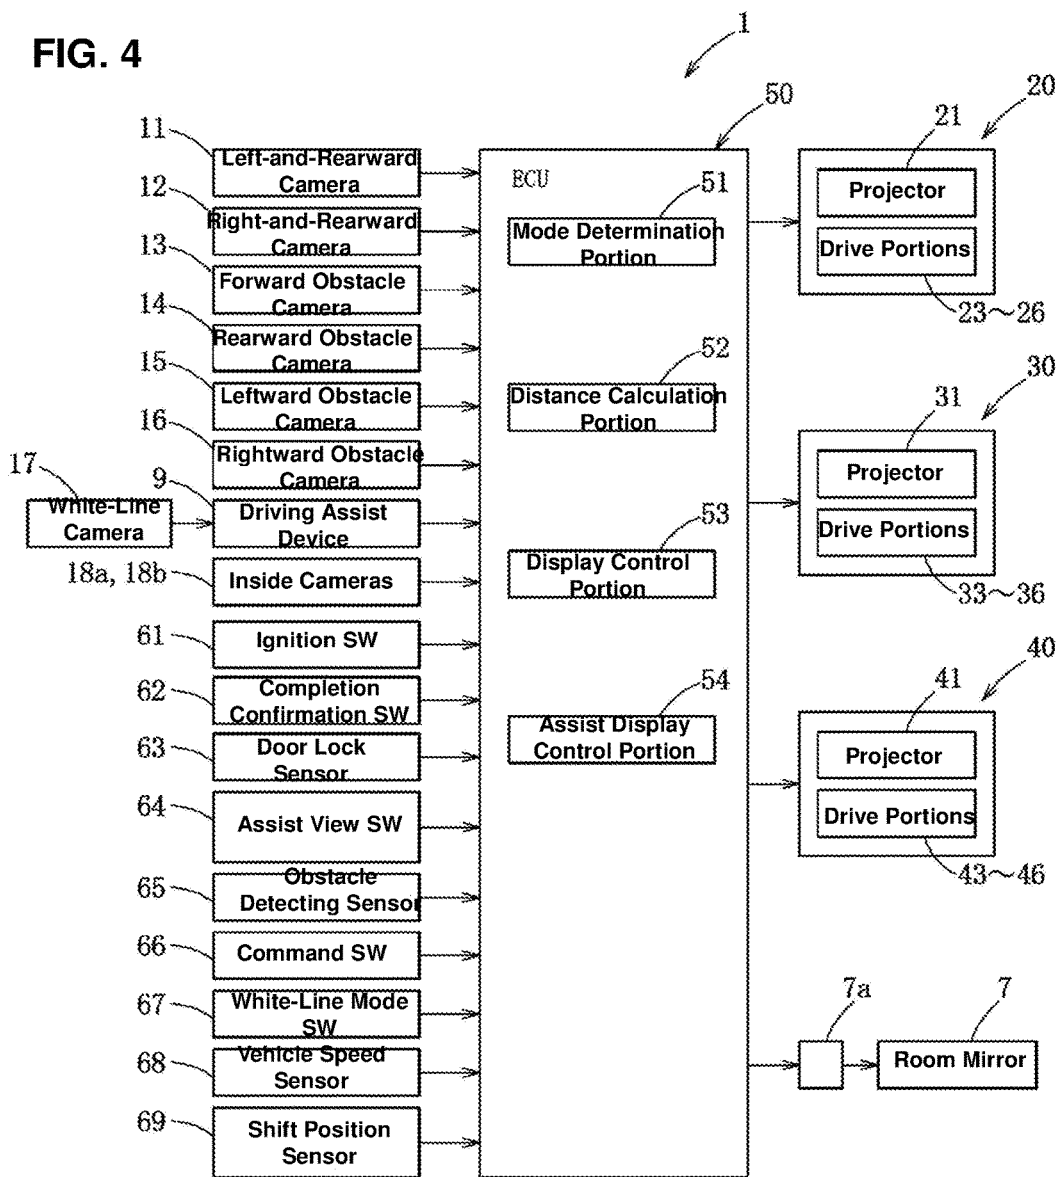 FIG. 4
1
50
20
11
Left-and-Rearward
Camera
12
Right-and-Rearward
Camera
13
Forward Obstacle
Camera
14
Rearward Obstacle
Camera
15
Leftward Obstacle
Camera
16
Rightward Obstacle
Camera
17
White-Line
Camera
9
Driving Assist
Device
18a, 18b
Inside Cameras
61
Ignition SW
62
Completion
Confirmation SW
63
Door Lock
Sensor
64
Assist View SW
65
Obstacle
Detecting Sensor
66
Command SW
67
White-Line Mode
SW
68
Vehicle Speed
Sensor
69
Shift Position
Sensor
ECU
51
Mode Determination
Portion
52
Distance Calculation
Portion
53
Display Control
Portion
54
Assist Display
Control Portion
21
Projector
Drive Portions
23～26
30
31
Projector
Drive Portions
33～36
40
41
Projector
Drive Portions
43～46
7a
7
Room Mirror